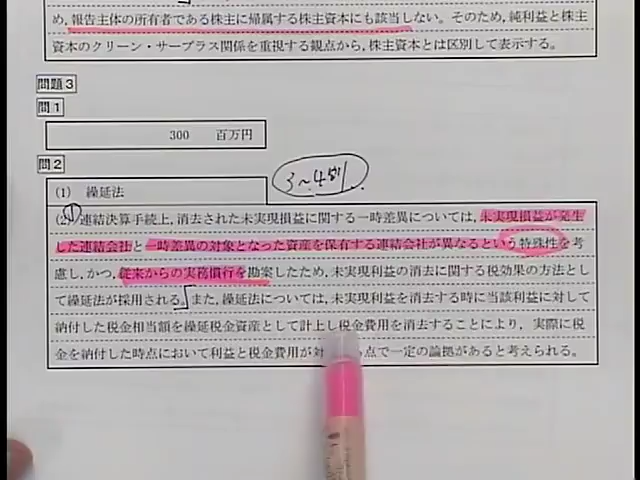 め，報告主体の所有者である株主に帰属する株主資本にも該当しない。そのため，純利益と株主
資本のクリーン・サープラス関係を重視する観点から，株主資本とは区別して表示する。
問題3
問1
300 百万円
問2
3～4割
(1) 繰延法
(2) ① 連結決算手続上，消去された未実現損益に関する一時差異については，未実現損益が発生
した連結会社と一時差異の対象となった資産を保有する連結会社が異なるという特殊性を考
慮し，かつ，従来からの実務慣行を勘案したため，未実現利益の消去に関する税効果の方法とし
て繰延法が採用される。また，繰延法については，未実現利益を消去する時に当該利益に対して
納付した税金相当額を繰延税金資産として計上し税金費用を消去することにより，実際に税
金を納付した時点において利益と税金費用が対 る点で一定の論拠があると考えられる。